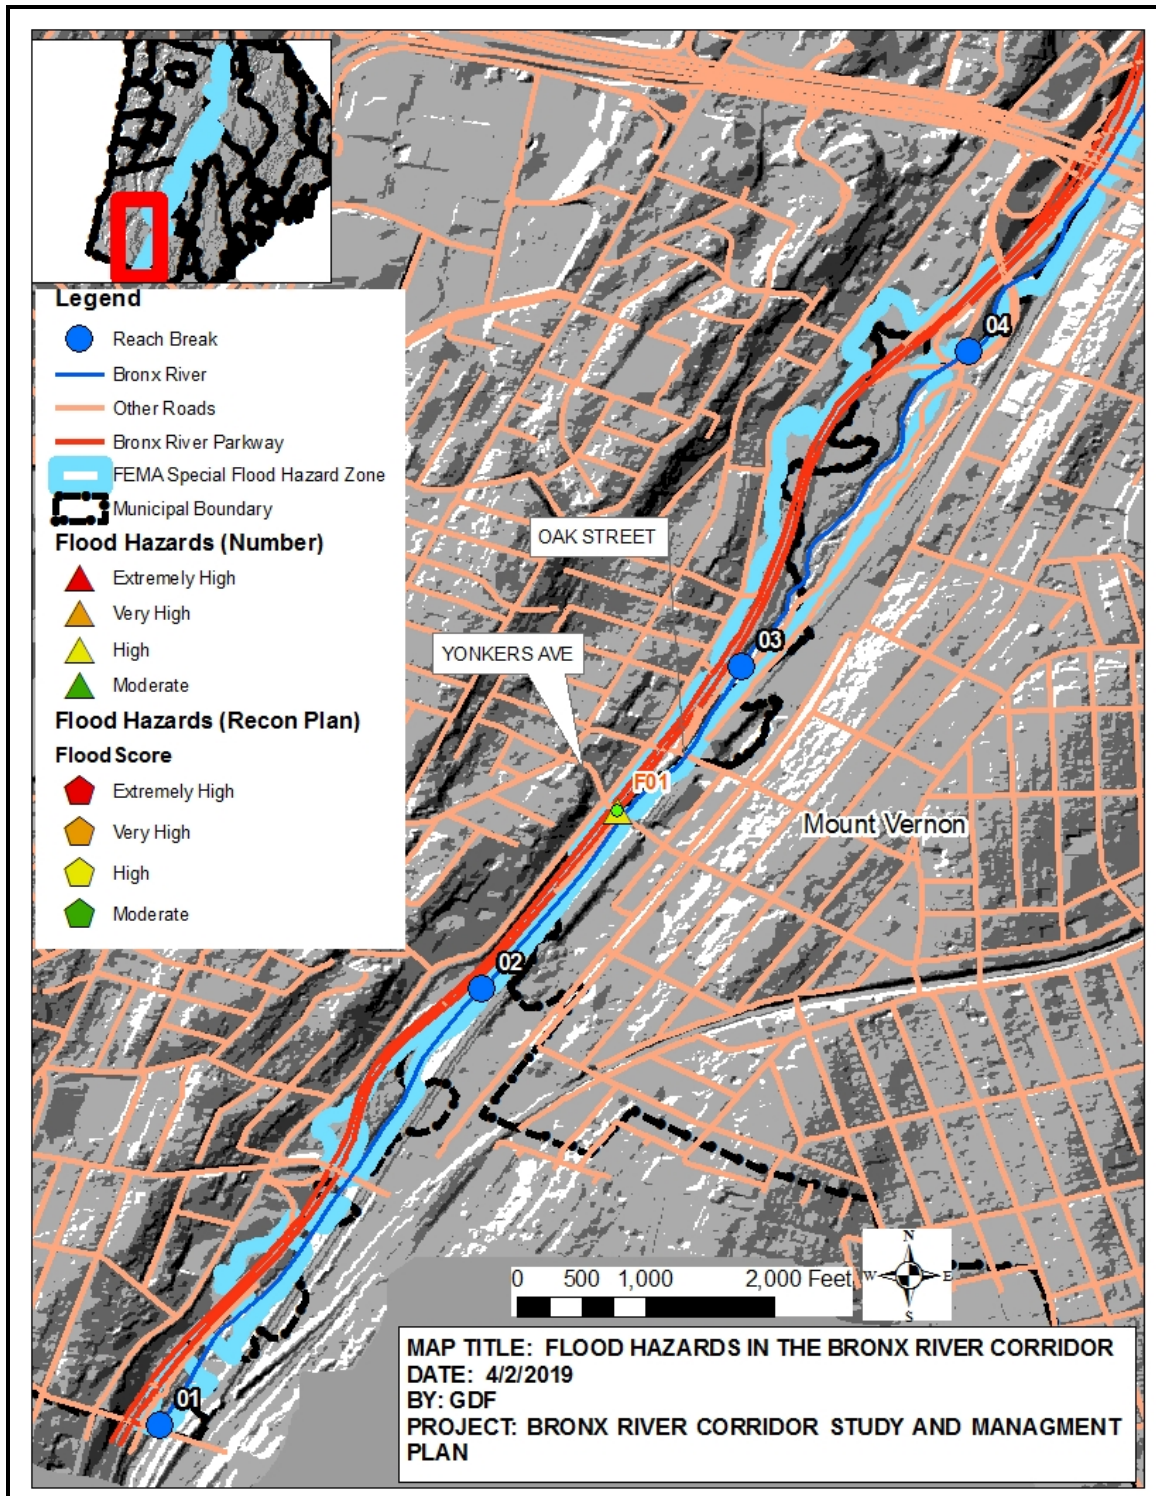 Legend
Reach Break
Bronx River
Other Roads
Bronx River Parkway
FEMA Special Flood Hazard Zone
Municipal Boundary
Flood Hazards (Number)
Extremely High
Very High
High
Moderate
Flood Hazards (Recon Plan)
Flood Score
Extremely High
Very High
High
Moderate
04
OAK STREET
03
YONKERS AVE
F01
Mount Vernon
02
01
N
W E
S
0 500 1,000 2,000 Feet
MAP TITLE: FLOOD HAZARDS IN THE BRONX RIVER CORRIDOR
DATE: 4/2/2019
BY: GDF
PROJECT: BRONX RIVER CORRIDOR STUDY AND MANAGMENT
PLAN